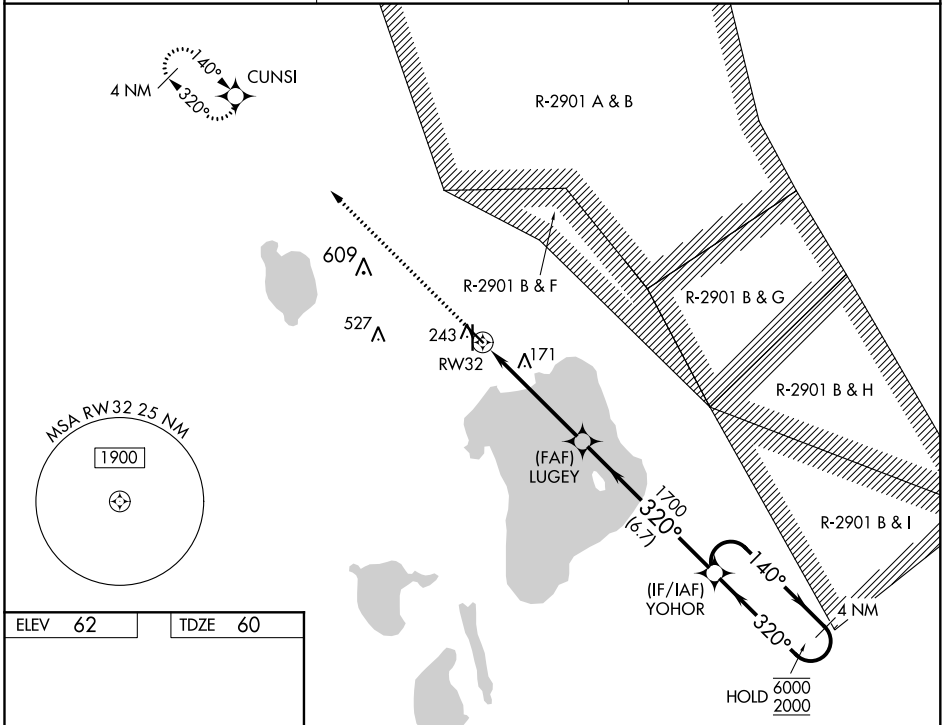 140°
CUNSI
4 NM
320°
R-2901 A & B
609
R-2901 B & F
R-2901 B & G
527
243
RW32
171
R-2901 B & H
MSA RW32 25 NM
1900
(FAF)
LUGEY
1700
320°
(6.7)
R-2901 B & I
140°
(IF/IAF)
YOHOR
4 NM
320°
ELEV 62
TDZE 60
HOLD 6000
2000